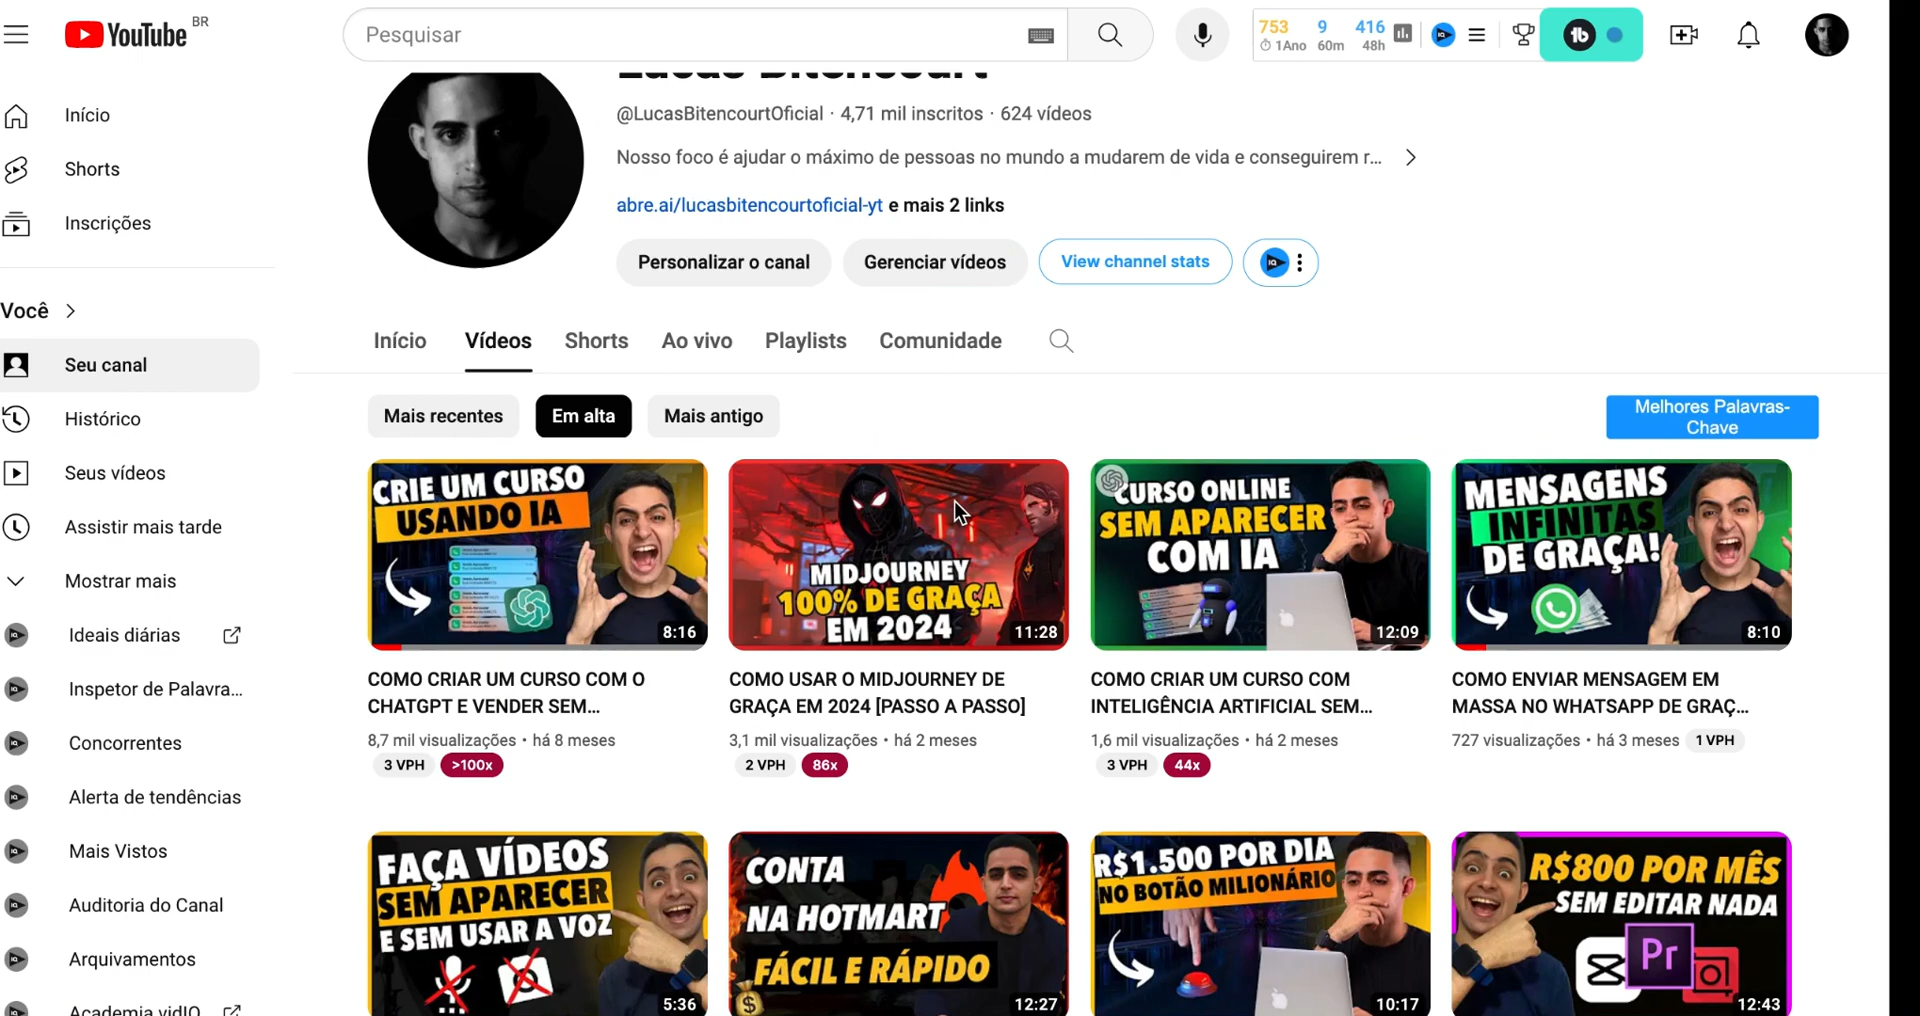 YouTube BR
Pesquisar
753 9 416
1Ano 60m 48h
Início
Shorts
Inscrições
Você
Seu canal
Histórico
Seus vídeos
Assistir mais tarde
Mostrar mais
Ideais diárias
Inspetor de Palavra...
Concorrentes
Alerta de tendências
Mais Vistos
Auditoria do Canal
Arquivamentos
Academia vidIQ
Lucas Bitencourt
@LucasBitencourtOficial · 4,71 mil inscritos · 624 vídeos
Nosso foco é ajudar o máximo de pessoas no mundo a mudarem de vida e conseguirem r...
abre.ai/lucasbitencourtoficial-yt e mais 2 links
Personalizar o canal
Gerenciar vídeos
View channel stats
Início Vídeos Shorts Ao vivo Playlists Comunidade
Mais recentes Em alta Mais antigo
Melhores Palavras-
Chave
CRIE UM CURSO
USANDO IA
8:16
COMO CRIAR UM CURSO COM O
CHATGPT E VENDER SEM...
8,7 mil visualizações • há 8 meses
3 VPH >100x
MIDJOURNEY
100% DE GRAÇA
EM 2024
11:28
COMO USAR O MIDJOURNEY DE
GRAÇA EM 2024 [PASSO A PASSO]
3,1 mil visualizações • há 2 meses
2 VPH 86x
CURSO ONLINE
SEM APARECER
COM IA
12:09
COMO CRIAR UM CURSO COM
INTELIGÊNCIA ARTIFICIAL SEM...
1,6 mil visualizações • há 2 meses
3 VPH 44x
MENSAGENS
INFINITAS
DE GRAÇA!
8:10
COMO ENVIAR MENSAGEM EM
MASSA NO WHATSAPP DE GRAÇ...
727 visualizações • há 3 meses 1 VPH
FAÇA VÍDEOS
SEM APARECER
E SEM USAR A VOZ
5:36
CONTA
NA HOTMART
FÁCIL E RÁPIDO
$
12:27
R$1.500 POR DIA
NO BOTÃO MILIONÁRIO
10:17
R$800 POR MÊS
SEM EDITAR NADA
Pr
12:43